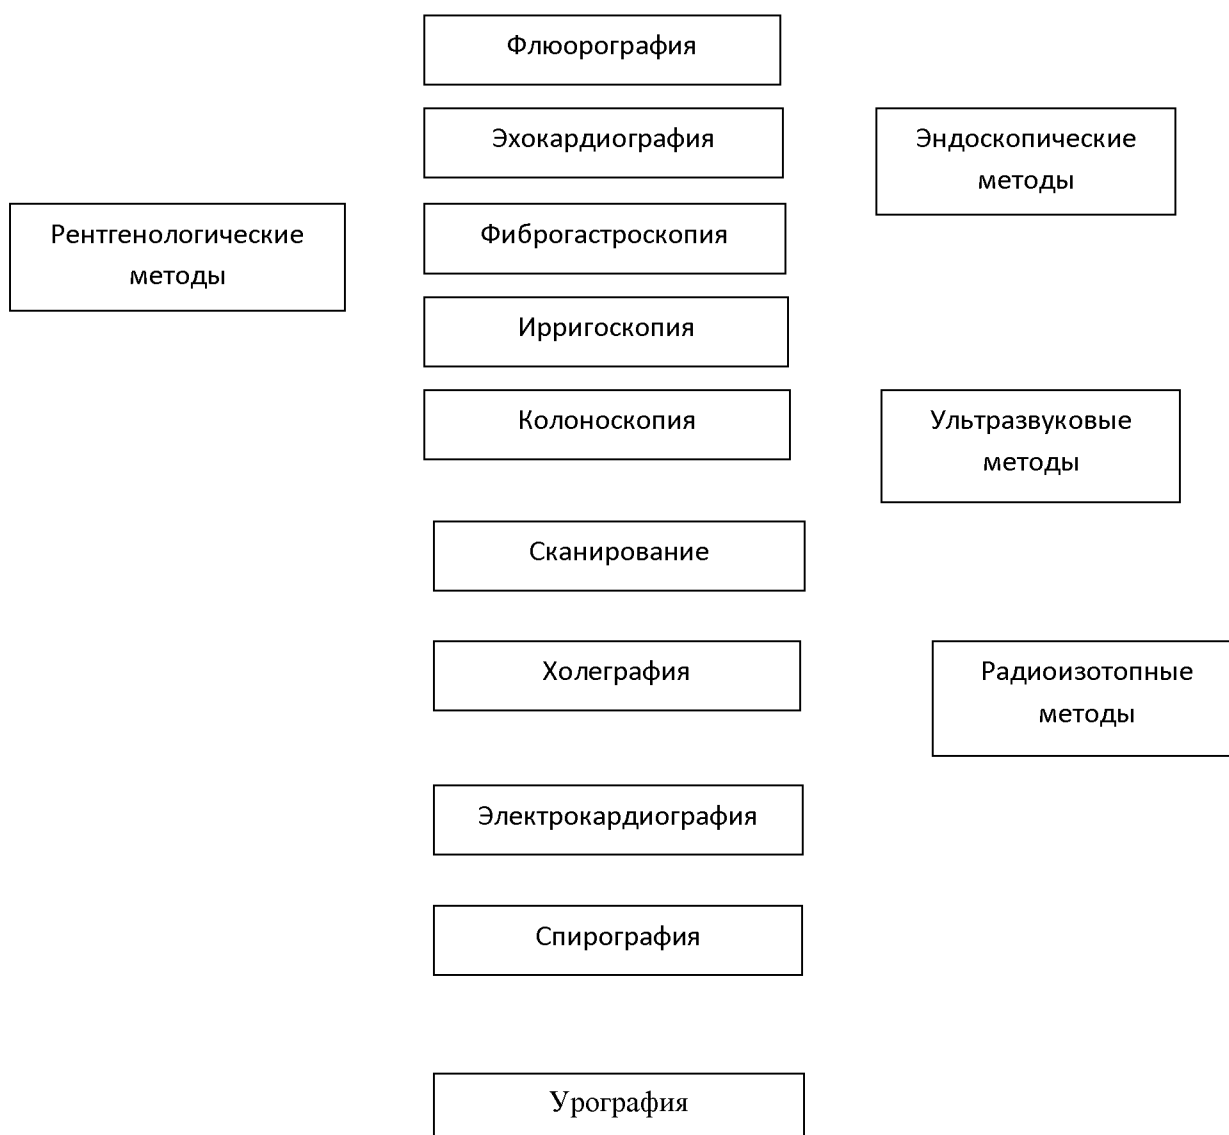 Флюорография
Эхокардиография
Эндоскопические
методы
Рентгенологические
методы
Фиброгастроскопия
Ирригоскопия
Колоноскопия
Ультразвуковые
методы
Сканирование
Холеграфия
Радиоизотопные
методы
Электрокардиография
Спирография
Урография